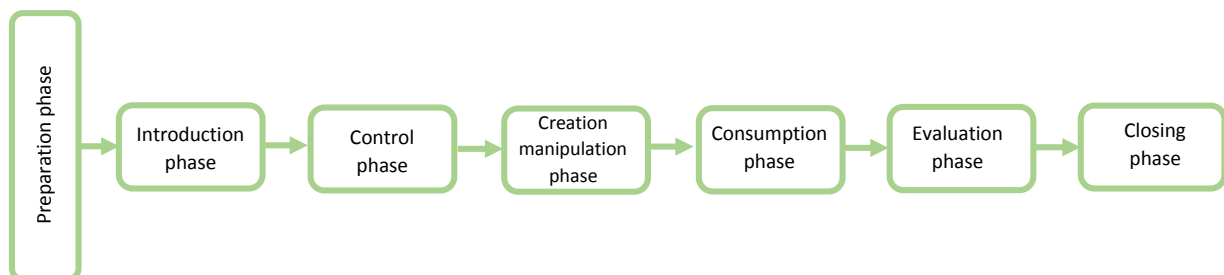 Preparation phase
Introduction
phase
Control
phase
Creation
manipulation
phase
Consumption
phase
Evaluation
phase
Closing
phase